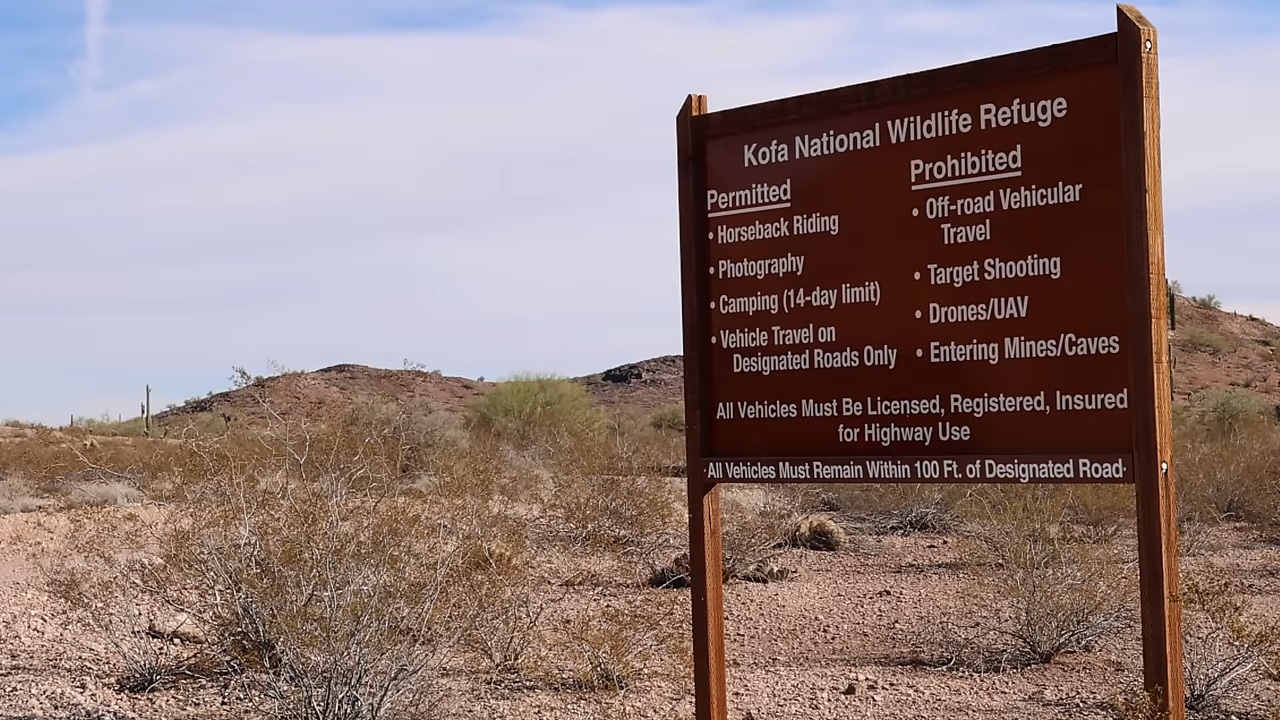 Kofa National Wildlife Refuge
Permitted
• Horseback Riding
• Photography
• Camping (14-day limit)
• Vehicle Travel on
Designated Roads Only
Prohibited
• Off-road Vehicular
Travel
• Target Shooting
• Drones/UAV
• Entering Mines/Caves
All Vehicles Must Be Licensed, Registered, Insured
for Highway Use
All Vehicles Must Remain Within 100 Ft. of Designated Road